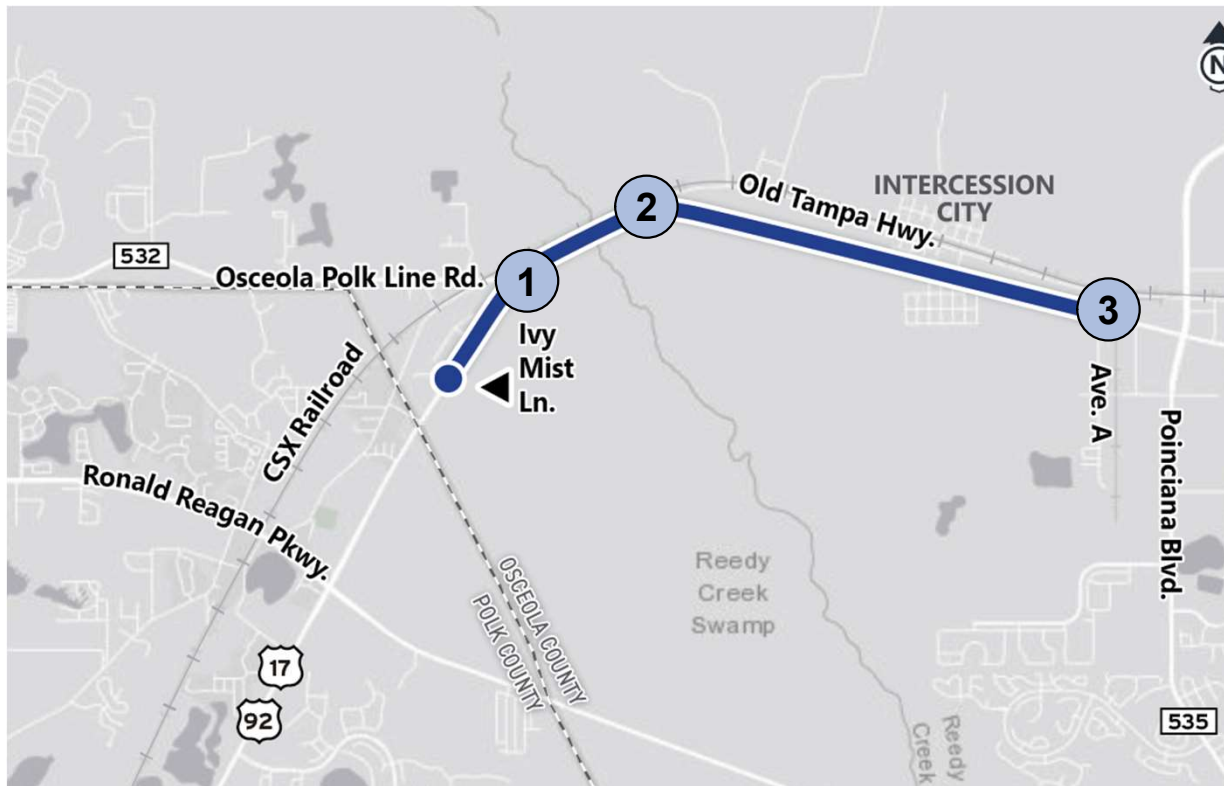 N
2
Old Tampa Hwy.
INTERCESSION
CITY
532
Osceola Polk Line Rd.
1
3
Ivy
Mist
Ln.
CSX Railroad
Ave. A
Poinciana Blvd.
Ronald Reagan Pkwy.
Reedy
Creek
Swamp
OSCEOLA COUNTY
POLK COUNTY
17
92
535
Reedy
Creek